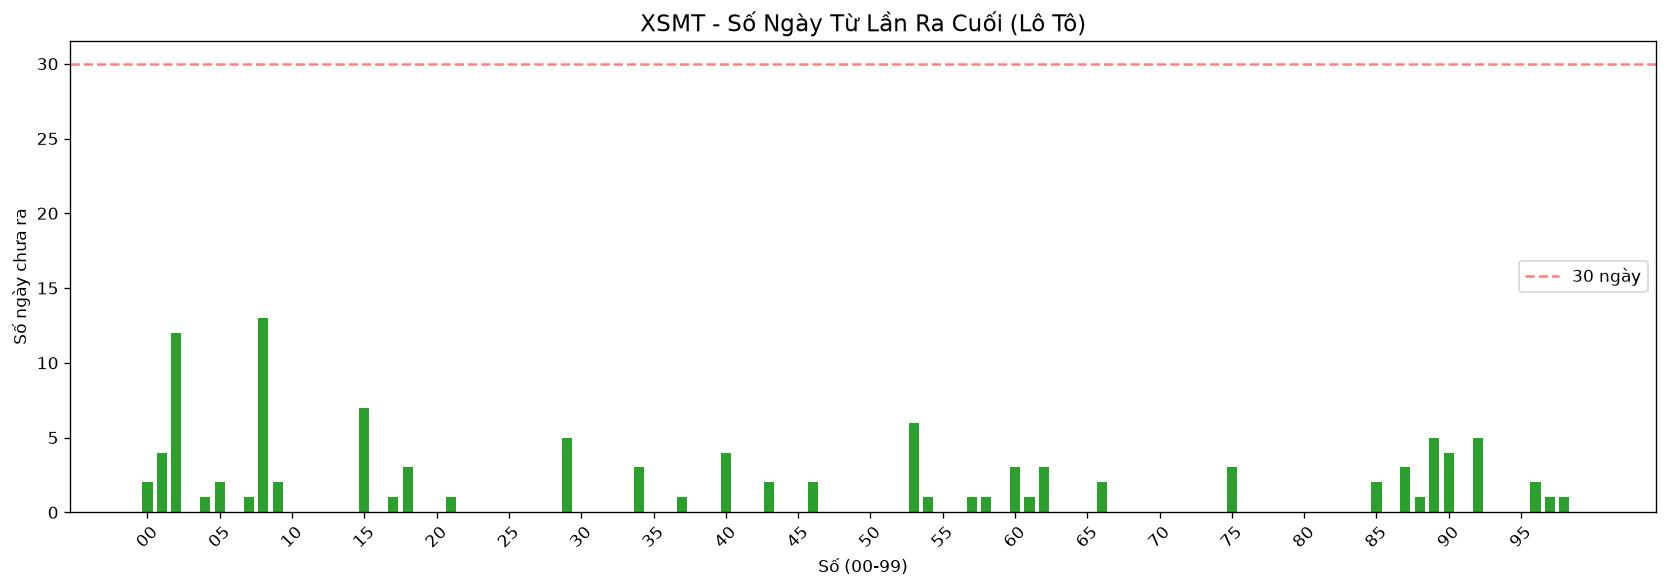 XSMT - Số Ngày Từ Lần Ra Cuối (Lô Tô)
Số ngày chưa ra
30
25
20
15
10
5
0
30 ngày
00 05 10 15 20 25 30 35 40 45 50 55 60 65 70 75 80 85 90 95
Số (00-99)